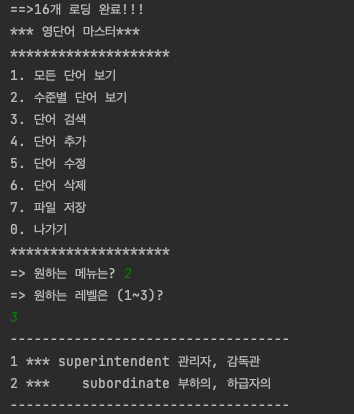 ==>16개 로딩 완료!!!
*** 영단어 마스터***
********************
1. 모든 단어 보기
2. 수준별 단어 보기
3. 단어 검색
4. 단어 추가
5. 단어 수정
6. 단어 삭제
7. 파일 저장
0. 나가기
********************
=> 원하는 메뉴는? 2
=> 원하는 레벨은 (1~3)?
3
-----------------------------------
1 *** superintendent 관리자, 감독관
2 ***    subordinate 부하의, 하급자의
-----------------------------------